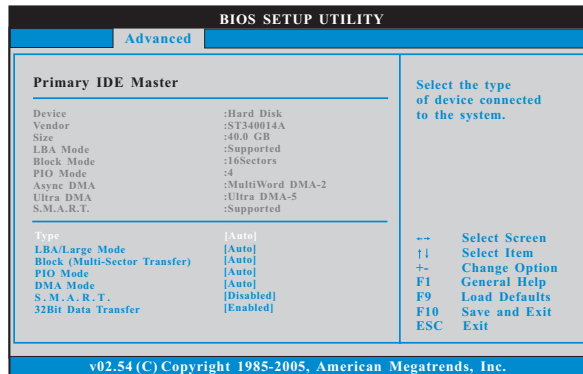 BIOS SETUP UTILITY
Advanced
Primary IDE Master
Device :Hard Disk
Vendor :ST340014A
Size :40.0 GB
LBA Mode :Supported
Block Mode :16Sectors
PIO Mode :4
Async DMA :MultiWord DMA-2
Ultra DMA :Ultra DMA-5
S.M.A.R.T. :Supported
Type [Auto]
LBA/Large Mode [Auto]
Block (Multi-Sector Transfer) [Auto]
PIO Mode [Auto]
DMA Mode [Auto]
S.M.A.R.T. [Disabled]
32Bit Data Transfer [Enabled]
Select the type
of device connected
to the system.
←→ Select Screen
↑↓ Select Item
+- Change Option
F1 General Help
F9 Load Defaults
F10 Save and Exit
ESC Exit
v02.54 (C) Copyright 1985-2005, American Megatrends, Inc.